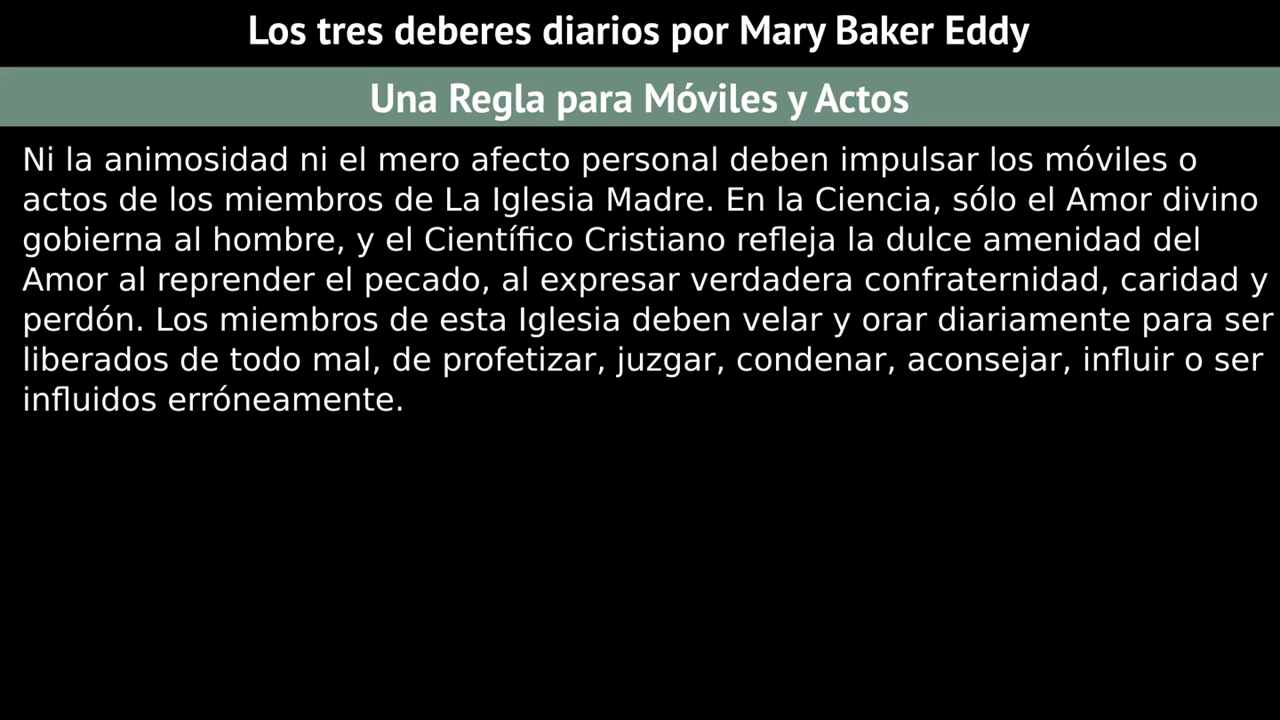 Los tres deberes diarios por Mary Baker Eddy
Una Regla para Móviles y Actos
Ni la animosidad ni el mero afecto personal deben impulsar los móviles o
actos de los miembros de La Iglesia Madre. En la Ciencia, sólo el Amor divino
gobierna al hombre, y el Científico Cristiano refleja la dulce amenidad del
Amor al reprender el pecado, al expresar verdadera confraternidad, caridad y
perdón. Los miembros de esta Iglesia deben velar y orar diariamente para ser
liberados de todo mal, de profetizar, juzgar, condenar, aconsejar, influir o ser
influidos erróneamente.